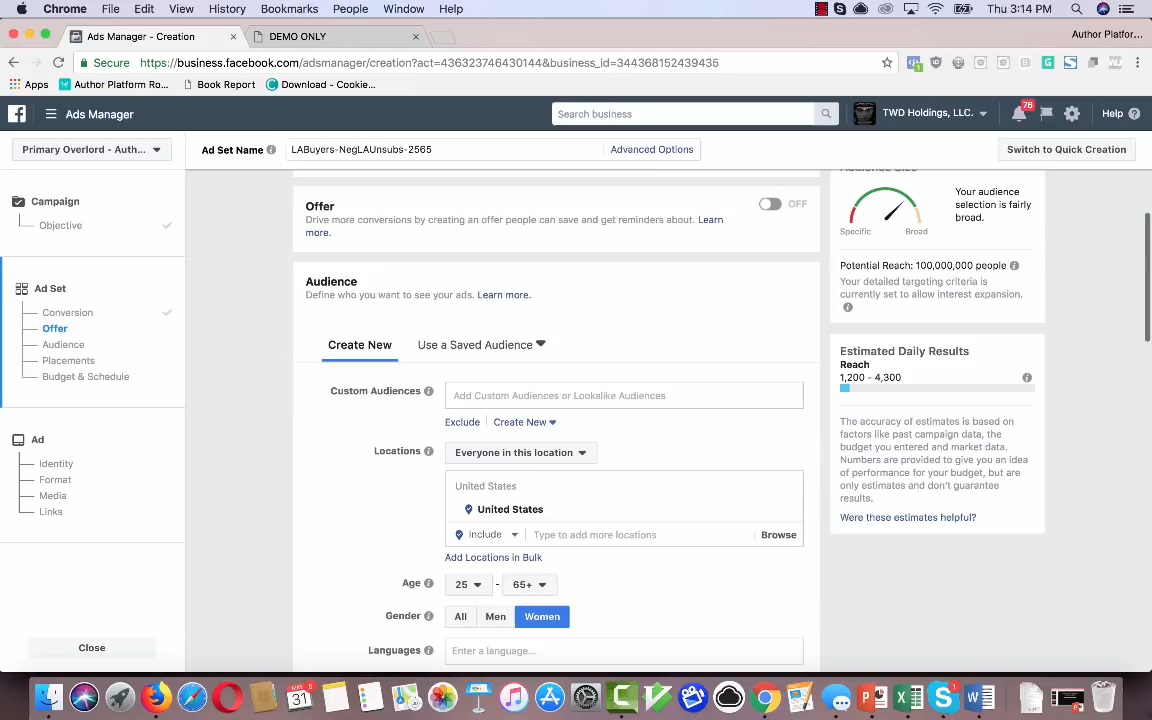 Chrome File Edit View History Bookmarks People Window Help Thu 3:14 PM
Ads Manager - Creation × DEMO ONLY × Author Platfor...
Secure https://business.facebook.com/adsmanager/creation?act=436323746430144&business_id=344368152439435
Apps Author Platform Ro... Book Report Download - Cookie...
Ads Manager Search business TWD Holdings, LLC. 76 Help
Primary Overlord - Auth... Ad Set Name LABuyers-NegLAUnsubs-2565 Advanced Options Switch to Quick Creation
Campaign
Objective
Ad Set
Conversion
Offer
Audience
Placements
Budget & Schedule
Ad
Identity
Format
Media
Links
Close
Offer
Drive more conversions by creating an offer people can save and get reminders about. Learn
more.
OFF
Audience
Define who you want to see your ads. Learn more.
Create New Use a Saved Audience
Custom Audiences Add Custom Audiences or Lookalike Audiences
Exclude Create New
Locations Everyone in this location
United States
United States
Include Type to add more locations Browse
Add Locations in Bulk
Age 25 - 65+
Gender All Men Women
Languages Enter a language...
Audience Size
Your audience
selection is fairly
broad.
Specific Broad
Potential Reach: 100,000,000 people
Your detailed targeting criteria is
currently set to allow interest expansion.
Estimated Daily Results
Reach
1,200 - 4,300
The accuracy of estimates is based on
factors like past campaign data, the
budget you entered and market data.
Numbers are provided to give you an idea
of performance for your budget, but are
only estimates and don't guarantee
results.
Were these estimates helpful?